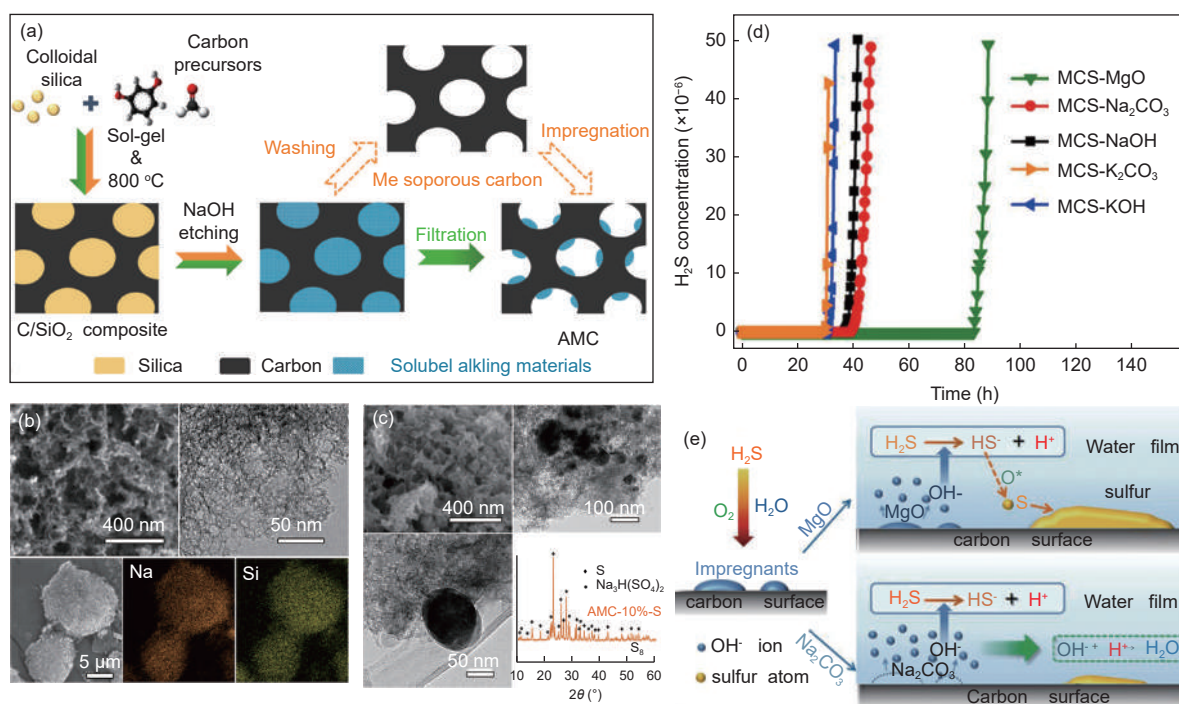 (a)
Colloidal
silica
Carbon
precursors
Sol-gel
&
800 °C
Washing
Me soporous carbon
Impregnation
NaOH
etching
Filtration
C/SiO₂ composite
AMC
Silica
Carbon
Solubel alkling materials
(b)
400 nm
50 nm
5 μm
Na
Si
(c)
400 nm
100 nm
50 nm
S
Na₃H(SO₄)₂
AMC-10%-S
S₈
10 20 30 40 50 60
2θ (°)
(d)
H₂S concentration (×10⁻⁶)
50
40
30
20
10
0
0 20 40 60 80 100 120 140
Time (h)
MCS-MgO
MCS-Na₂CO₃
MCS-NaOH
MCS-K₂CO₃
MCS-KOH
(e)
H₂S
O₂
H₂O
Impregnants
carbon surface
OH⁻ ion
sulfur atom
MgO
Na₂CO₃
H₂S HS⁻ + H⁺
Water film
O*
OH-
S
sulfur
MgO
carbon surface
H₂S HS⁻ + H⁺
Water film
OH⁻
Na₂CO₃
OH⁻ + H⁺→ H₂O
Carbon surface